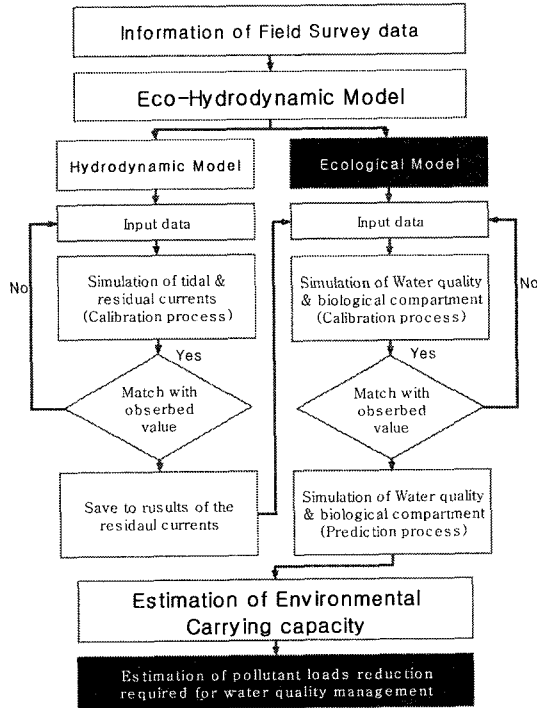 Information of Field Survey data
Eco-Hydrodynamic Model
Hydrodynamic Model
Ecological Model
Input data
Input data
No
Simulation of tidal &
residual currents
(Calibration process)
Simulation of Water quality
& biological compartment
(Calibration process)
No
Yes
Yes
Match with
obserbed
value
Match with
obserbed
value
Save to rusults of the
residaul currents
Simulation of Water quality
& biological compartment
(Prediction process)
Estimation of Environmental
Carrying capacity
Estimation of pollutant loads reduction
required for water quality management